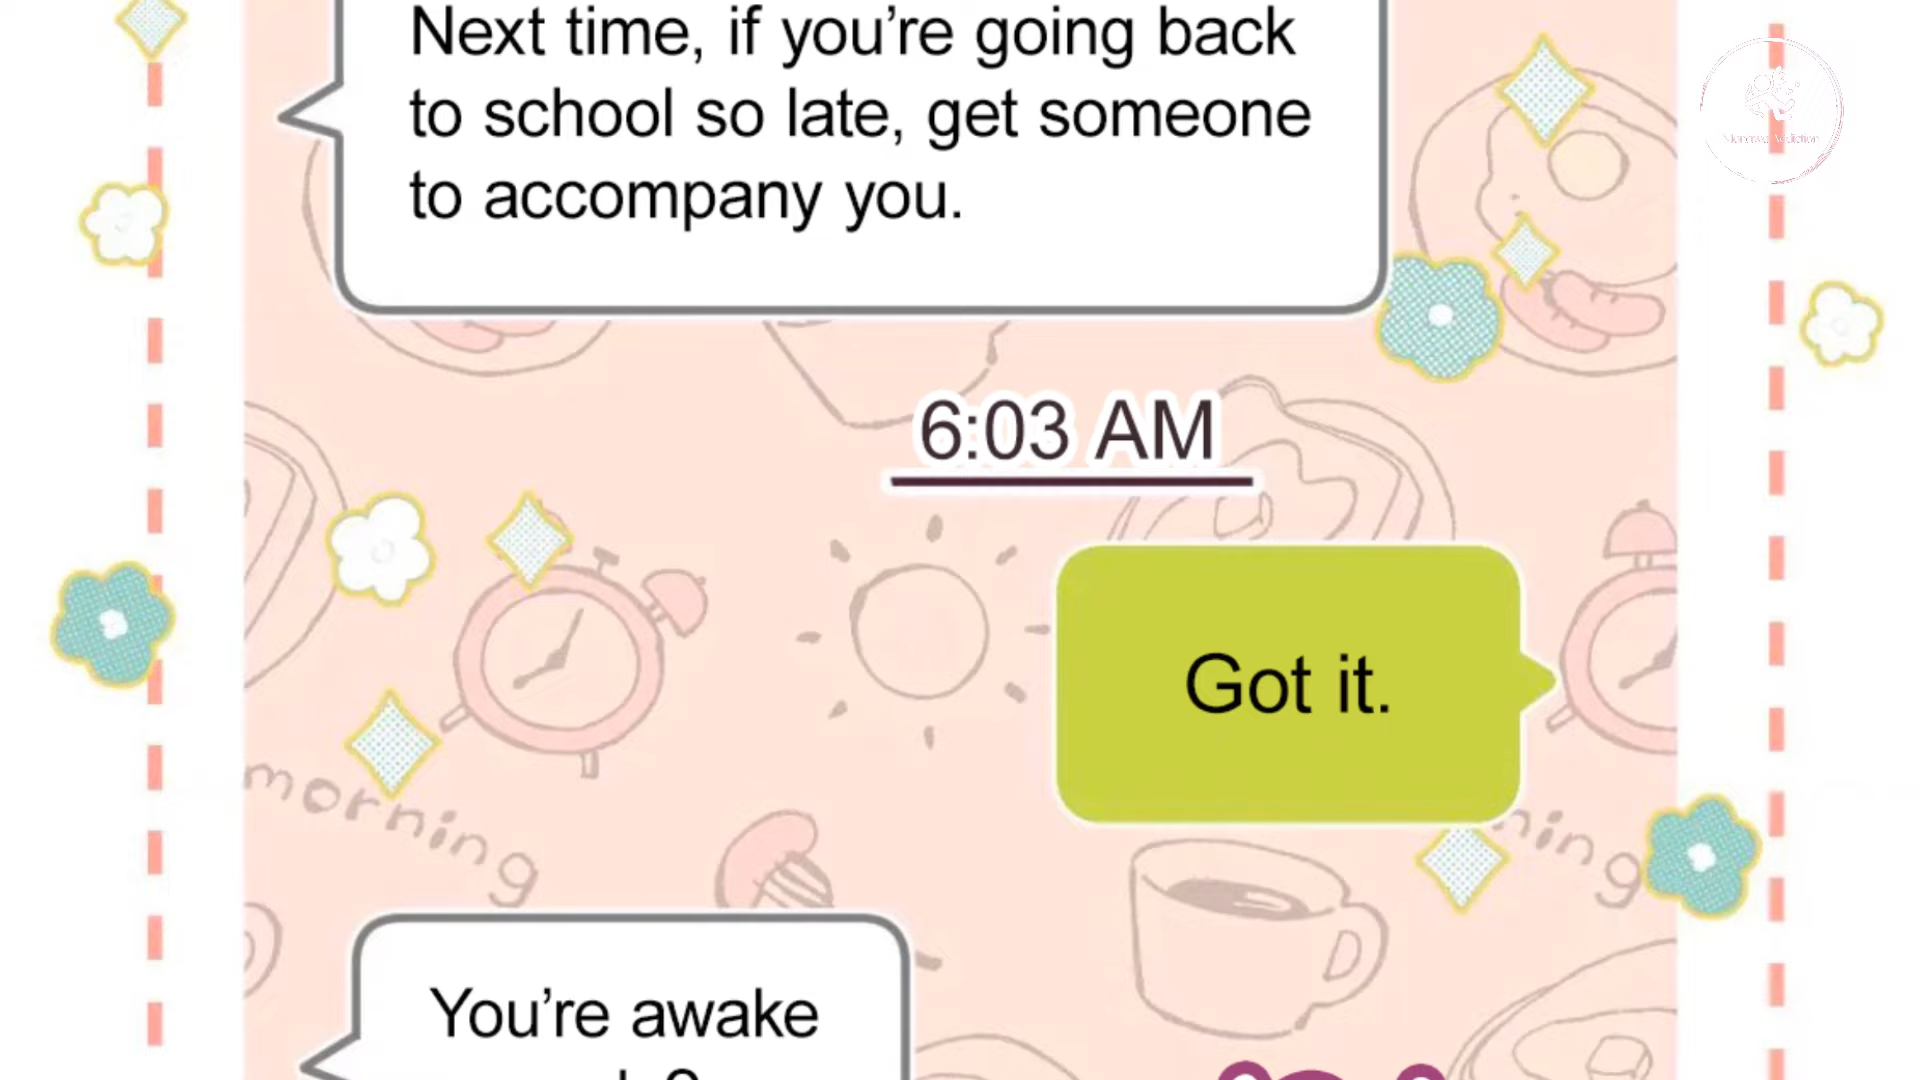 Next time, if you’re going back
to school so late, get someone
to accompany you.
6:03 AM
Got it.
morning
ning
You’re awake